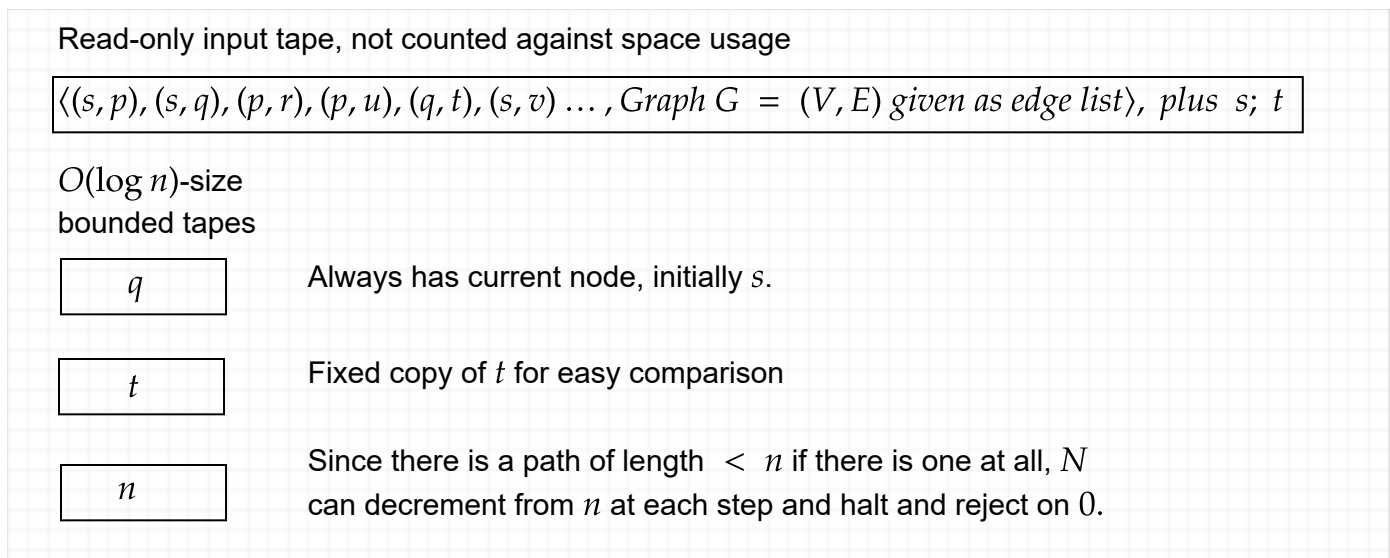 Read-only input tape, not counted against space usage
⟨(s, p), (s, q), (p, r), (p, u), (q, t), (s, v) … , Graph G = (V, E) given as edge list⟩, plus s; t
O(log n)-size
bounded tapes
q
Always has current node, initially s.
t
Fixed copy of t for easy comparison
n
Since there is a path of length < n if there is one at all, N
can decrement from n at each step and halt and reject on 0.